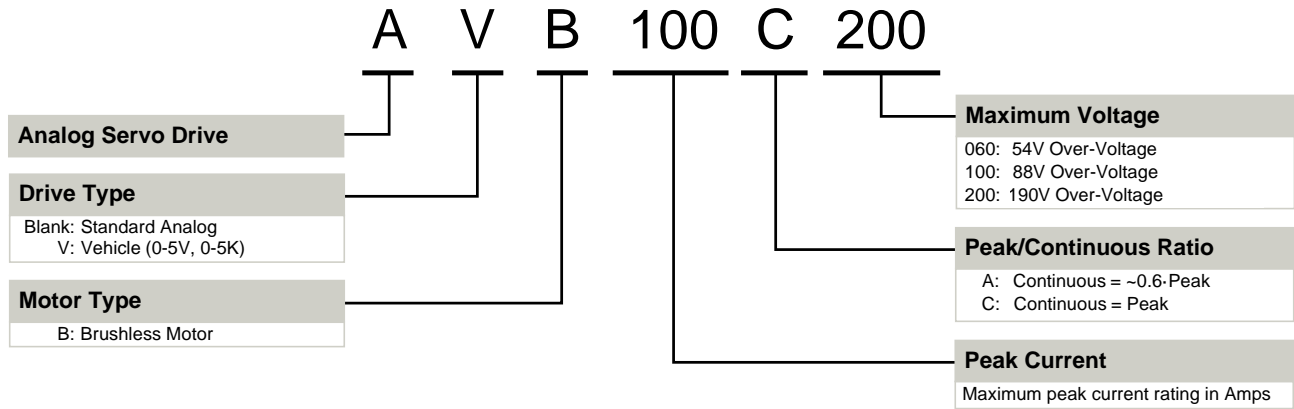 A V B 100 C 200
Analog Servo Drive
Drive Type
Blank: Standard Analog
V: Vehicle (0-5V, 0-5K)
Motor Type
B: Brushless Motor
Maximum Voltage
060: 54V Over-Voltage
100: 88V Over-Voltage
200: 190V Over-Voltage
Peak/Continuous Ratio
A: Continuous = ~0.6·Peak
C: Continuous = Peak
Peak Current
Maximum peak current rating in Amps